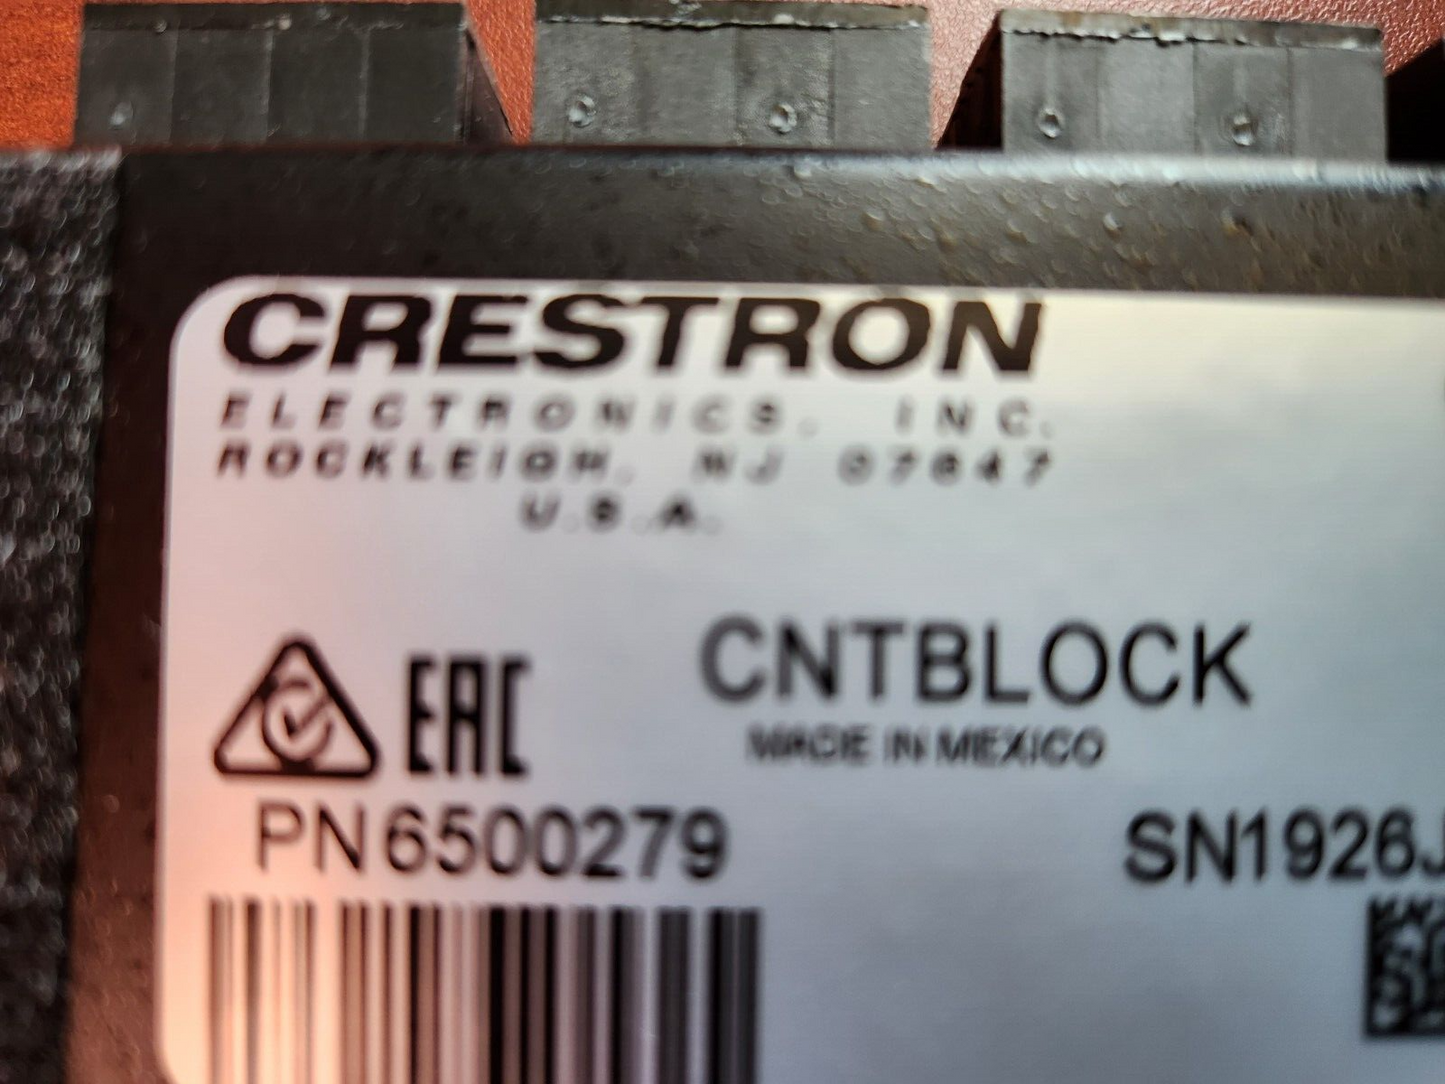 CRESTRON
ELECTRONICS, INC.
ROCKLEIGH, NJ 07647
U.S.A.
EAC
CNTBLOCK
MADE IN MEXICO
PN6500279
SN1926J